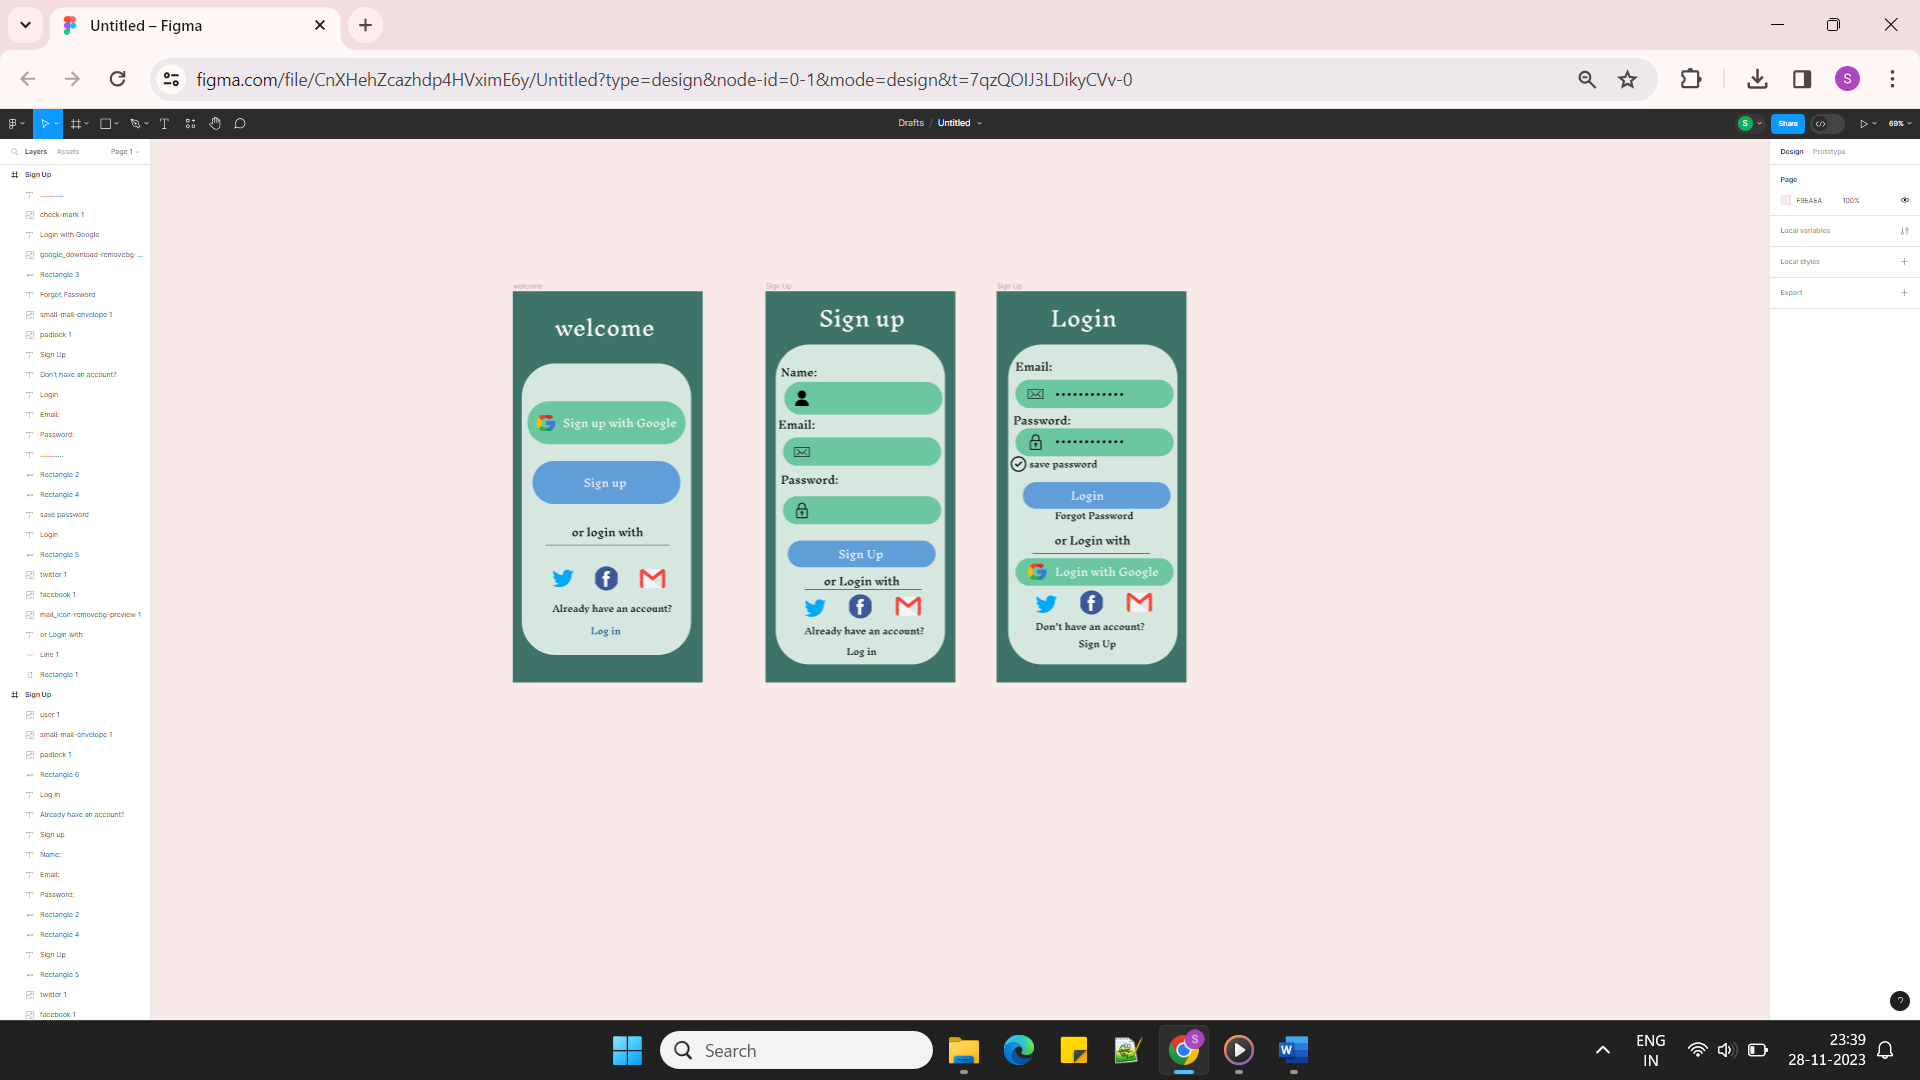 Untitled – Figma
figma.com/file/CnXHehZcazhdp4HVximE6y/Untitled?type=design&node-id=0-1&mode=design&t=7qzQOIJ3LDikyCVv-0
S
Drafts / Untitled
S
Share
69%
Layers
Assets
Page 1
Design
Prototype
Sign Up
............
check-mark 1
Login with Google
google_download-removebg-...
Rectangle 3
Forgot Password
small-mail-envelope 1
padlock 1
Sign Up
Don't have an account?
Login
Email:
Password:
............
Rectangle 2
Rectangle 4
save password
Login
Rectangle 5
twitter 1
facebook 1
mail_icon-removebg-preview 1
or Login with
Line 1
Rectangle 1
Sign Up
user 1
small-mail-envelope 1
padlock 1
Rectangle 6
Log in
Already have an account?
Sign up
Name:
Email:
Password:
Rectangle 2
Rectangle 4
Sign Up
Rectangle 5
twitter 1
facebook 1
welcome
welcome
Sign up with Google
Sign up
or login with
Already have an account?
Log in
Sign Up
Sign up
Name:
Email:
Password:
Sign Up
or Login with
Already have an account?
Log in
Sign Up
Login
Email:
............
Password:
............
save password
Login
Forgot Password
or Login with
Login with Google
Don't have an account?
Sign Up
Page
F9EAEA 100%
Local variables
Local styles
Export
?
Search
S
W
ENG
IN
23:39
28-11-2023